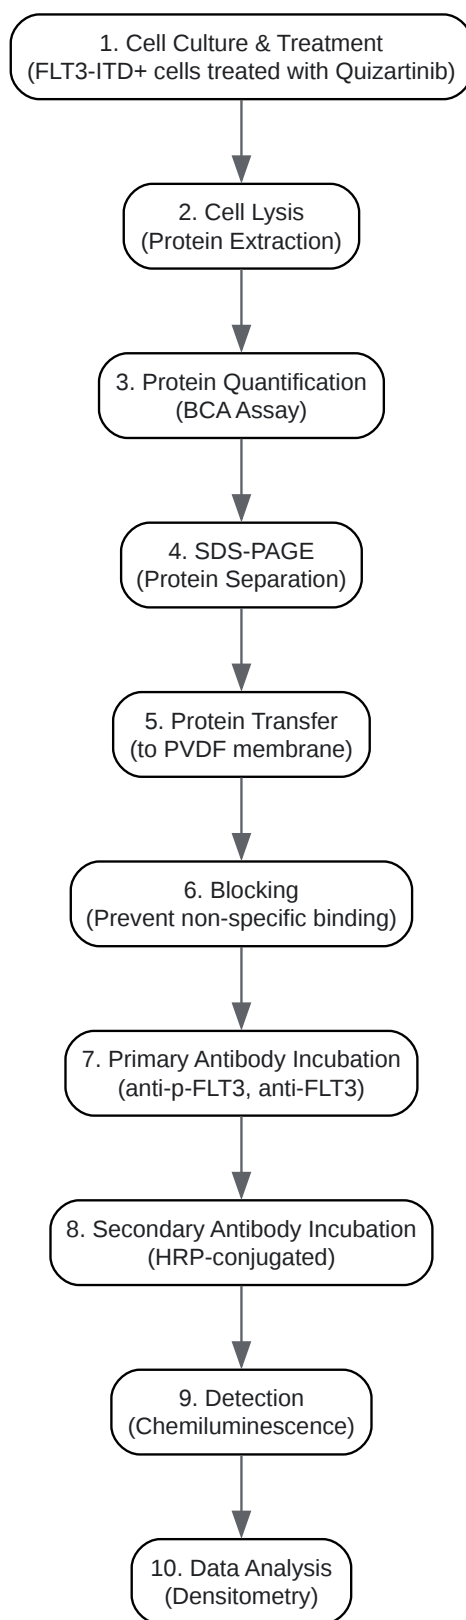 1. Cell Culture & Treatment
(FLT3-ITD+ cells treated with Quizartinib)
2. Cell Lysis
(Protein Extraction)
3. Protein Quantification
(BCA Assay)
4. SDS-PAGE
(Protein Separation)
5. Protein Transfer
(to PVDF membrane)
6. Blocking
(Prevent non-specific binding)
7. Primary Antibody Incubation
(anti-p-FLT3, anti-FLT3)
8. Secondary Antibody Incubation
(HRP-conjugated)
9. Detection
(Chemiluminescence)
10. Data Analysis
(Densitometry)